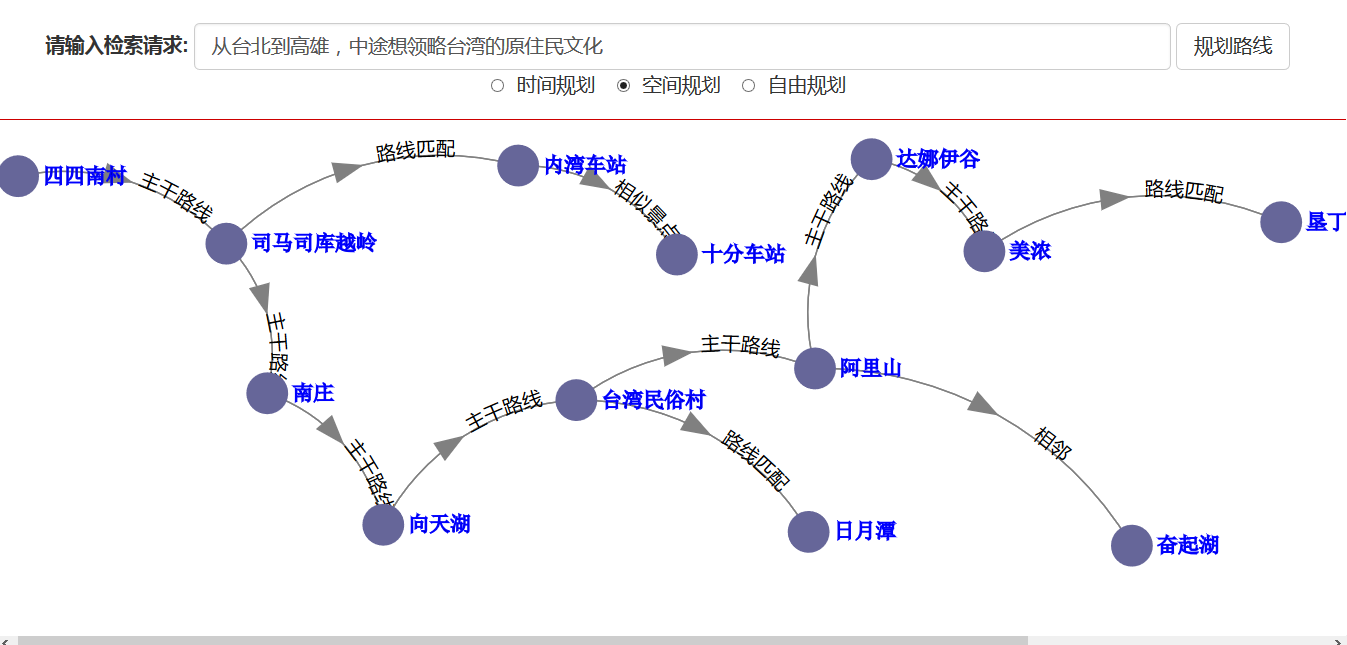 请输入检索请求: 从台北到高雄，中途想领略台湾的原住民文化 规划路线
时间规划 空间规划 自由规划
四四南村
主干路线
司马司库越岭
路线匹配
内湾车站
相似景点
十分车站
主干路
南庄
主干路线
向天湖
主干路线
台湾民俗村
路线匹配
日月潭
主干路线
阿里山
相邻
奋起湖
主干路线
达娜伊谷
主干路
美浓
路线匹配
垦丁